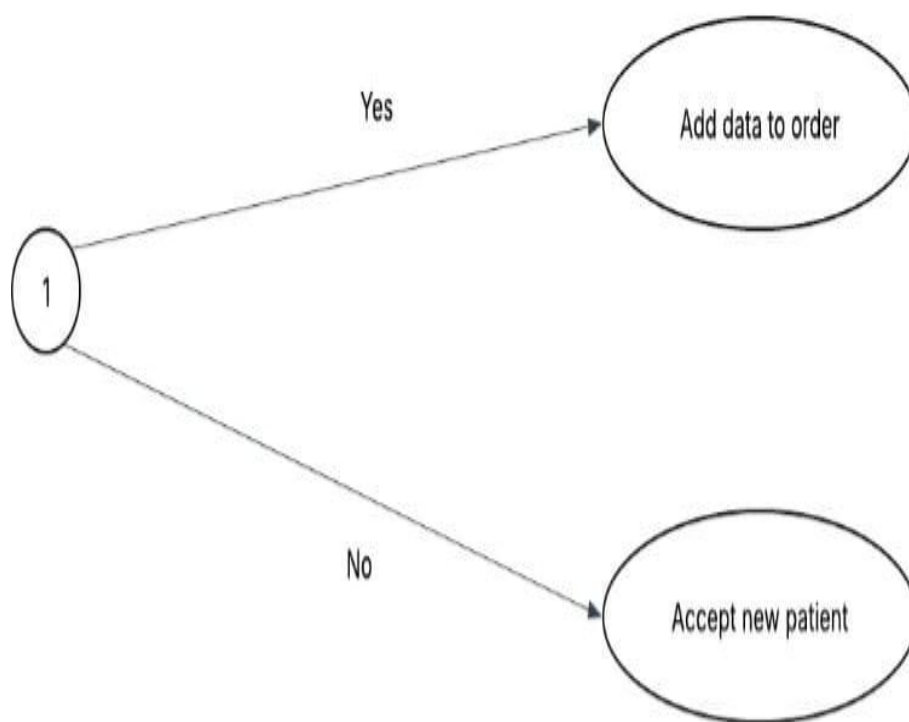 Yes
Add data to order
1
No
Accept new patient